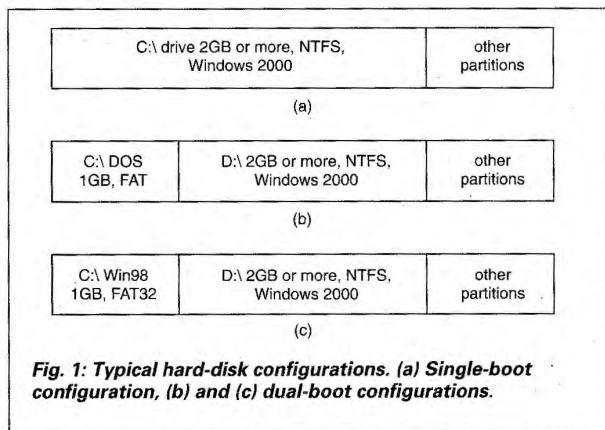 C:\ drive 2GB or more, NTFS,
Windows 2000
other
partitions
(a)
C:\ DOS
1GB, FAT
D:\ 2GB or more, NTFS,
Windows 2000
other
partitions
(b)
C:\ Win98
1GB, FAT32
D:\ 2GB or more, NTFS,
Windows 2000
other
partitions
(c)
Fig. 1: Typical hard-disk configurations. (a) Single-boot
configuration, (b) and (c) dual-boot configurations.